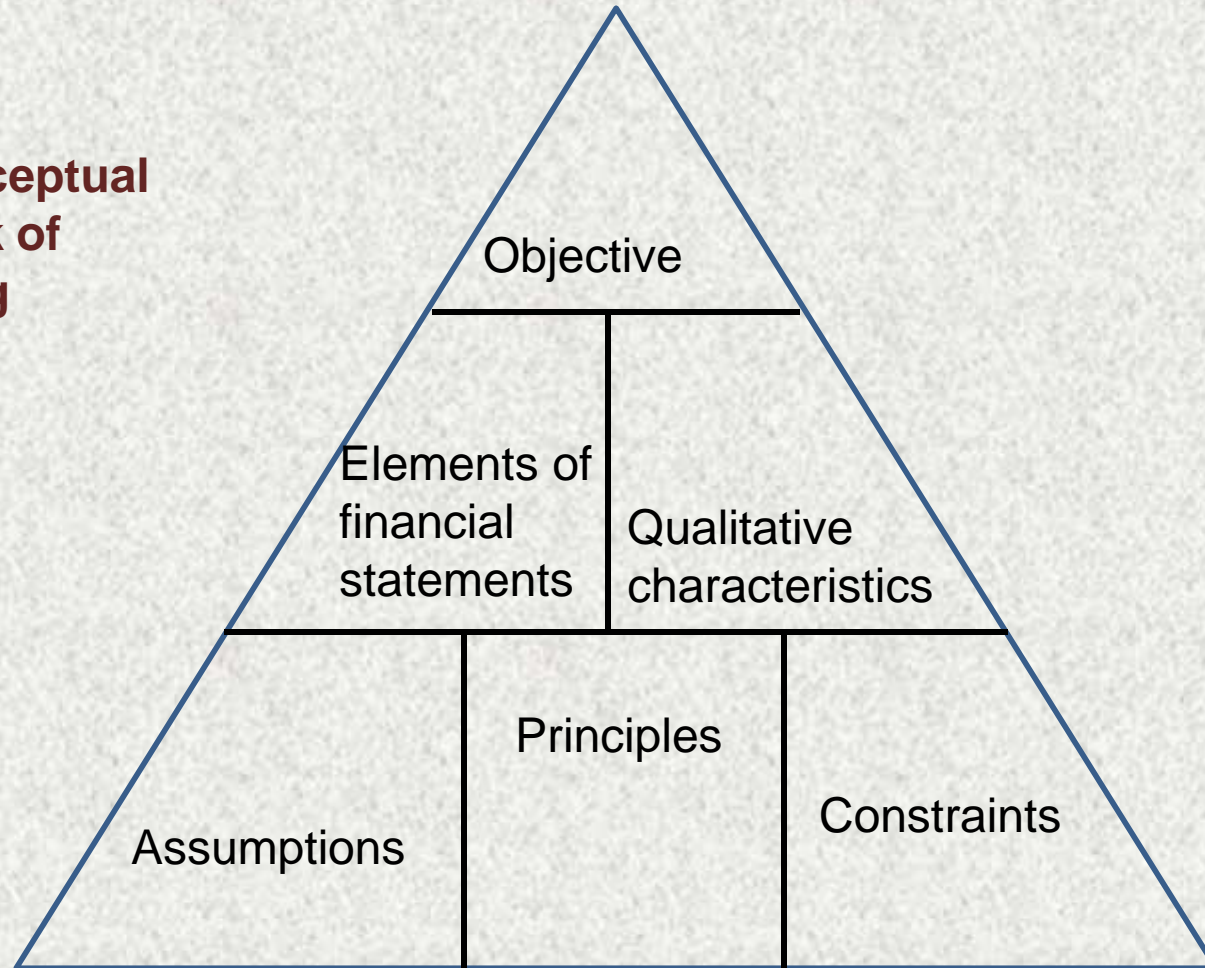 ceptual
of
Objective
Elements of
financial
statements
Qualitative
characteristics
Principles
Constraints
Assumptions